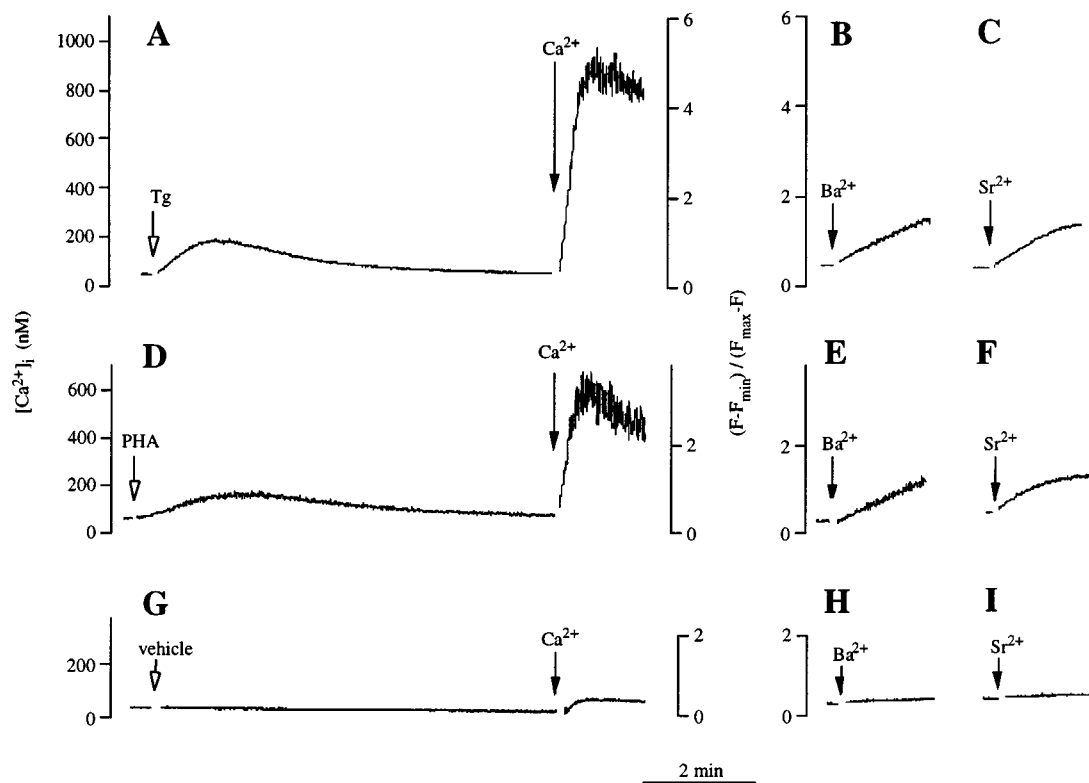 A
B
C
1000
800
600
400
200
0
Tg
Ca²⁺
6
4
2
0
6
4
2
0
Ba²⁺
Sr²⁺
[Ca²⁺]ᵢ (nM)
(F-Fmin) / (Fmax-F)
D
E
F
600
400
200
0
PHA
Ca²⁺
2
0
2
0
Ba²⁺
Sr²⁺
G
H
I
200
0
vehicle
Ca²⁺
2
0
2
0
Ba²⁺
Sr²⁺
2 min